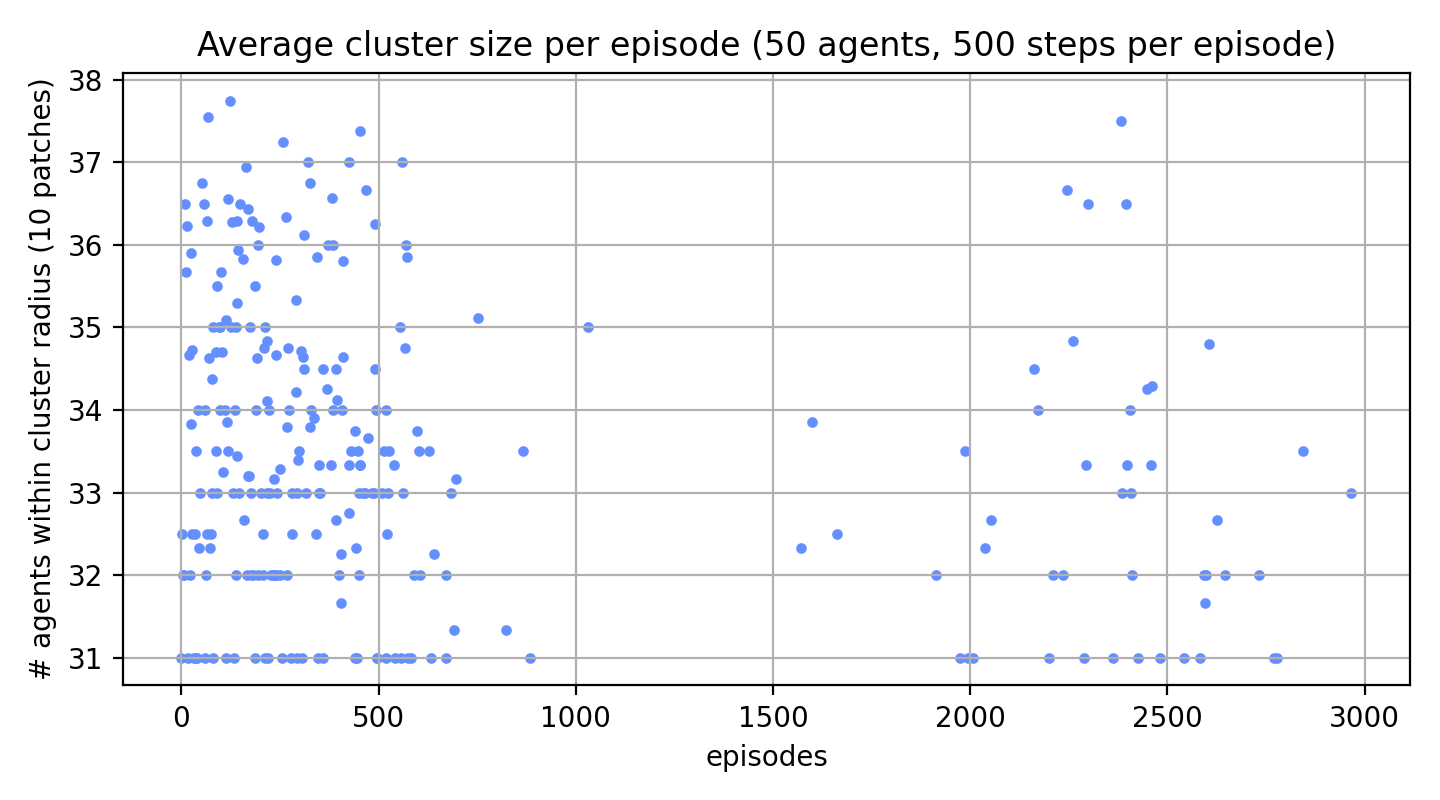 Average cluster size per episode (50 agents, 500 steps per episode)
# agents within cluster radius (10 patches)
38
37
36
35
34
33
32
31
0 500 1000 1500 2000 2500 3000
episodes